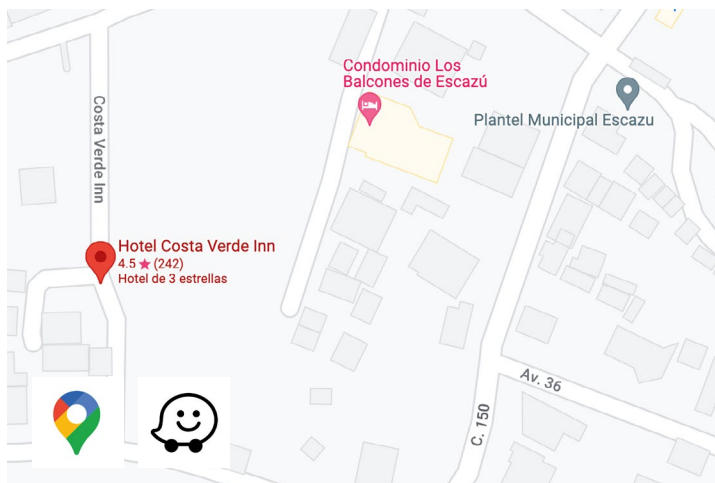 Condominio Los
Balcones de Escazú
Plantel Municipal Escazu
Costa Verde Inn
Hotel Costa Verde Inn
4.5 ★ (242)
Hotel de 3 estrellas
Av. 36
C. 150